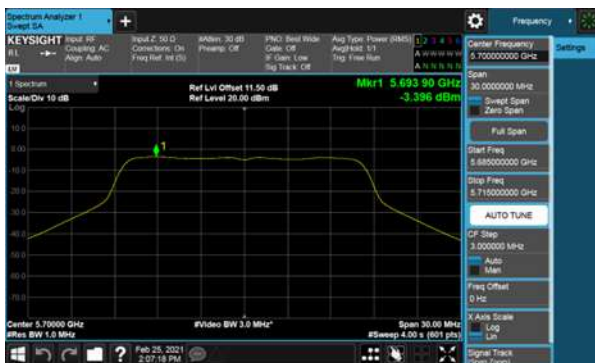 Spectrum Analyzer 1
Swept SA
+
Frequency
KEYSIGHT
Input: RF
Input Z: 50 Ω
#Atten: 30 dB
PNO: Best Wide
Avg Type: Power (RMS)
1 2 3 4 5 6
RL
Coupling: AC
Corrections: On
Preamp: Off
Gate: Off
Avg|Hold: 1/1
Align: Auto
Freq Ref: Int (S)
IF Gain: Low
Trig: Free Run
A W W W W W
Sig Track: Off
A N N N N N
1 Spectrum
Ref Lvl Offset 11.50 dB
Mkr1 5.693 90 GHz
Scale/Div 10 dB
Ref Level 20.00 dBm
-3.396 dBm
Log
10.0
0.00
1
-10.0
-20.0
-30.0
-40.0
-50.0
-60.0
-70.0
Center 5.70000 GHz
#Video BW 3.0 MHz*
Span 30.00 MHz
#Res BW 1.0 MHz
#Sweep 4.00 s (601 pts)
?
Feb 25, 2021
2:07:18 PM
Center Frequency
5.700000000 GHz
Settings
Span
30.0000000 MHz
Swept Span
Zero Span
Full Span
Start Freq
5.685000000 GHz
Stop Freq
5.715000000 GHz
AUTO TUNE
CF Step
3.000000 MHz
Auto
Man
Freq Offset
0 Hz
X Axis Scale
Log
Lin
Signal Track